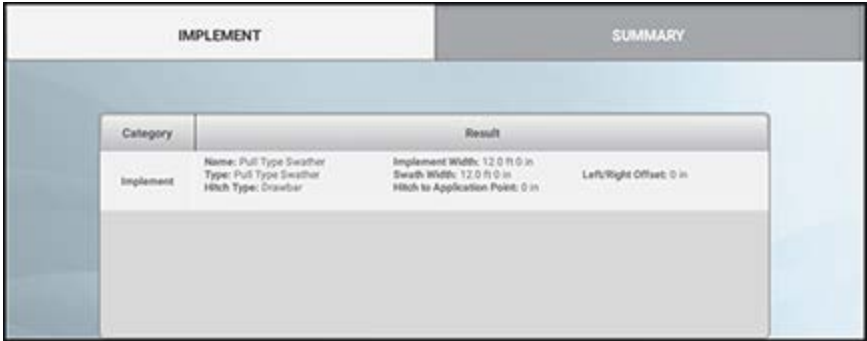 IMPLEMENT
SUMMARY
Category
Result
Implement
Name: Pull Type Swather
Type: Pull Type Swather
Hitch Type: Drawbar
Implement Width: 12.0 ft 0 in
Swath Width: 12.0 ft 0 in
Hitch to Application Point: 0 in
Left/Right Offset: 0 in